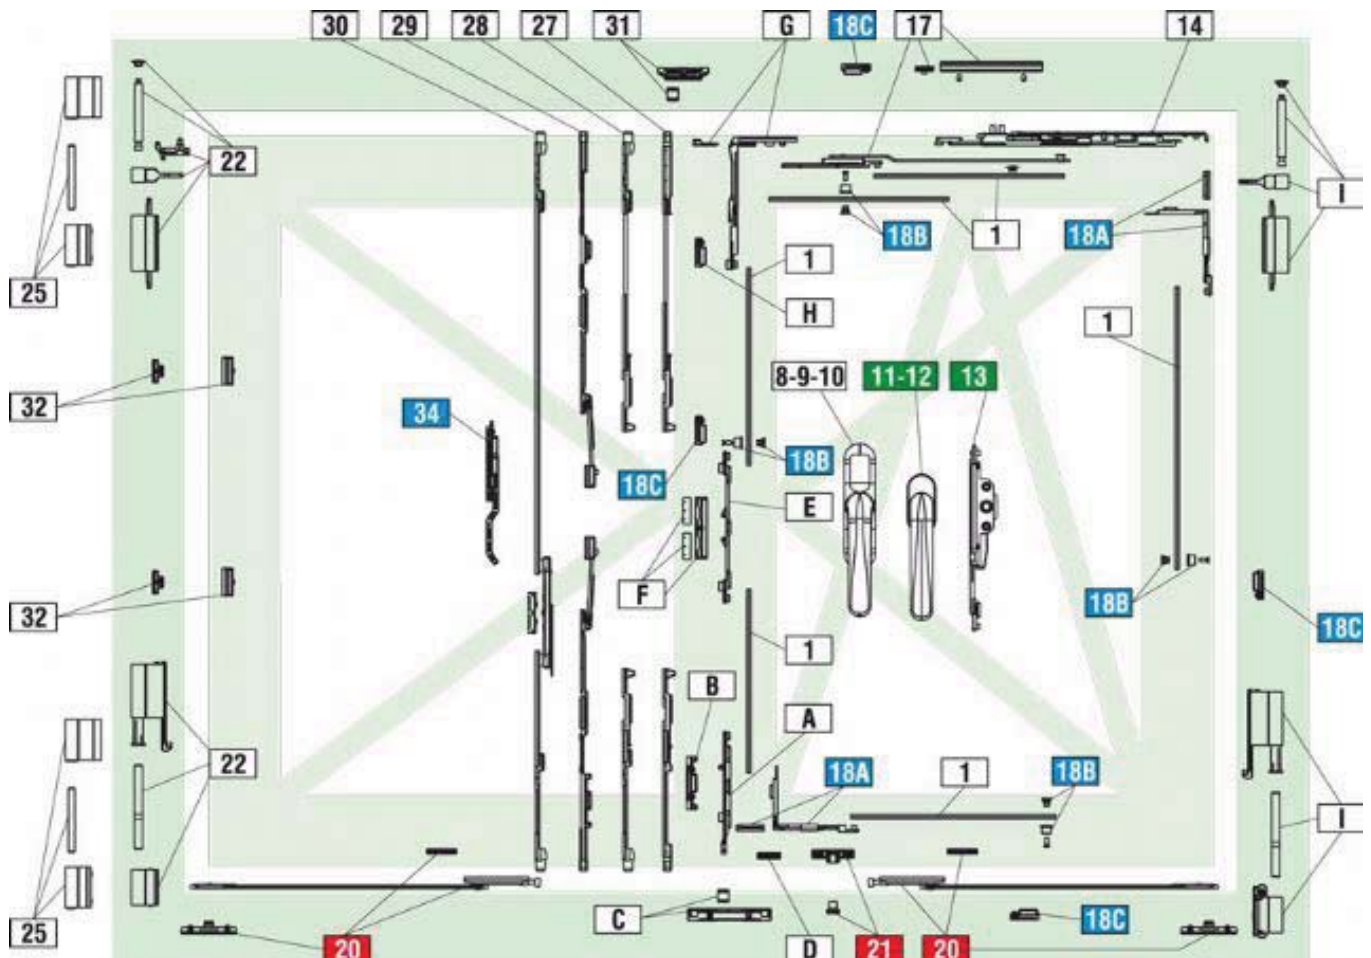 30 29 28 27 31 G 18C 17 14
22 I
25 18B 1 18A
1
H 1
8-9-10 11-12 13
32 34
18C 18B
E
F 18B
32 18C
1
B
A
22 18A 1 18B
I
C 18C
25 20 D 21 20